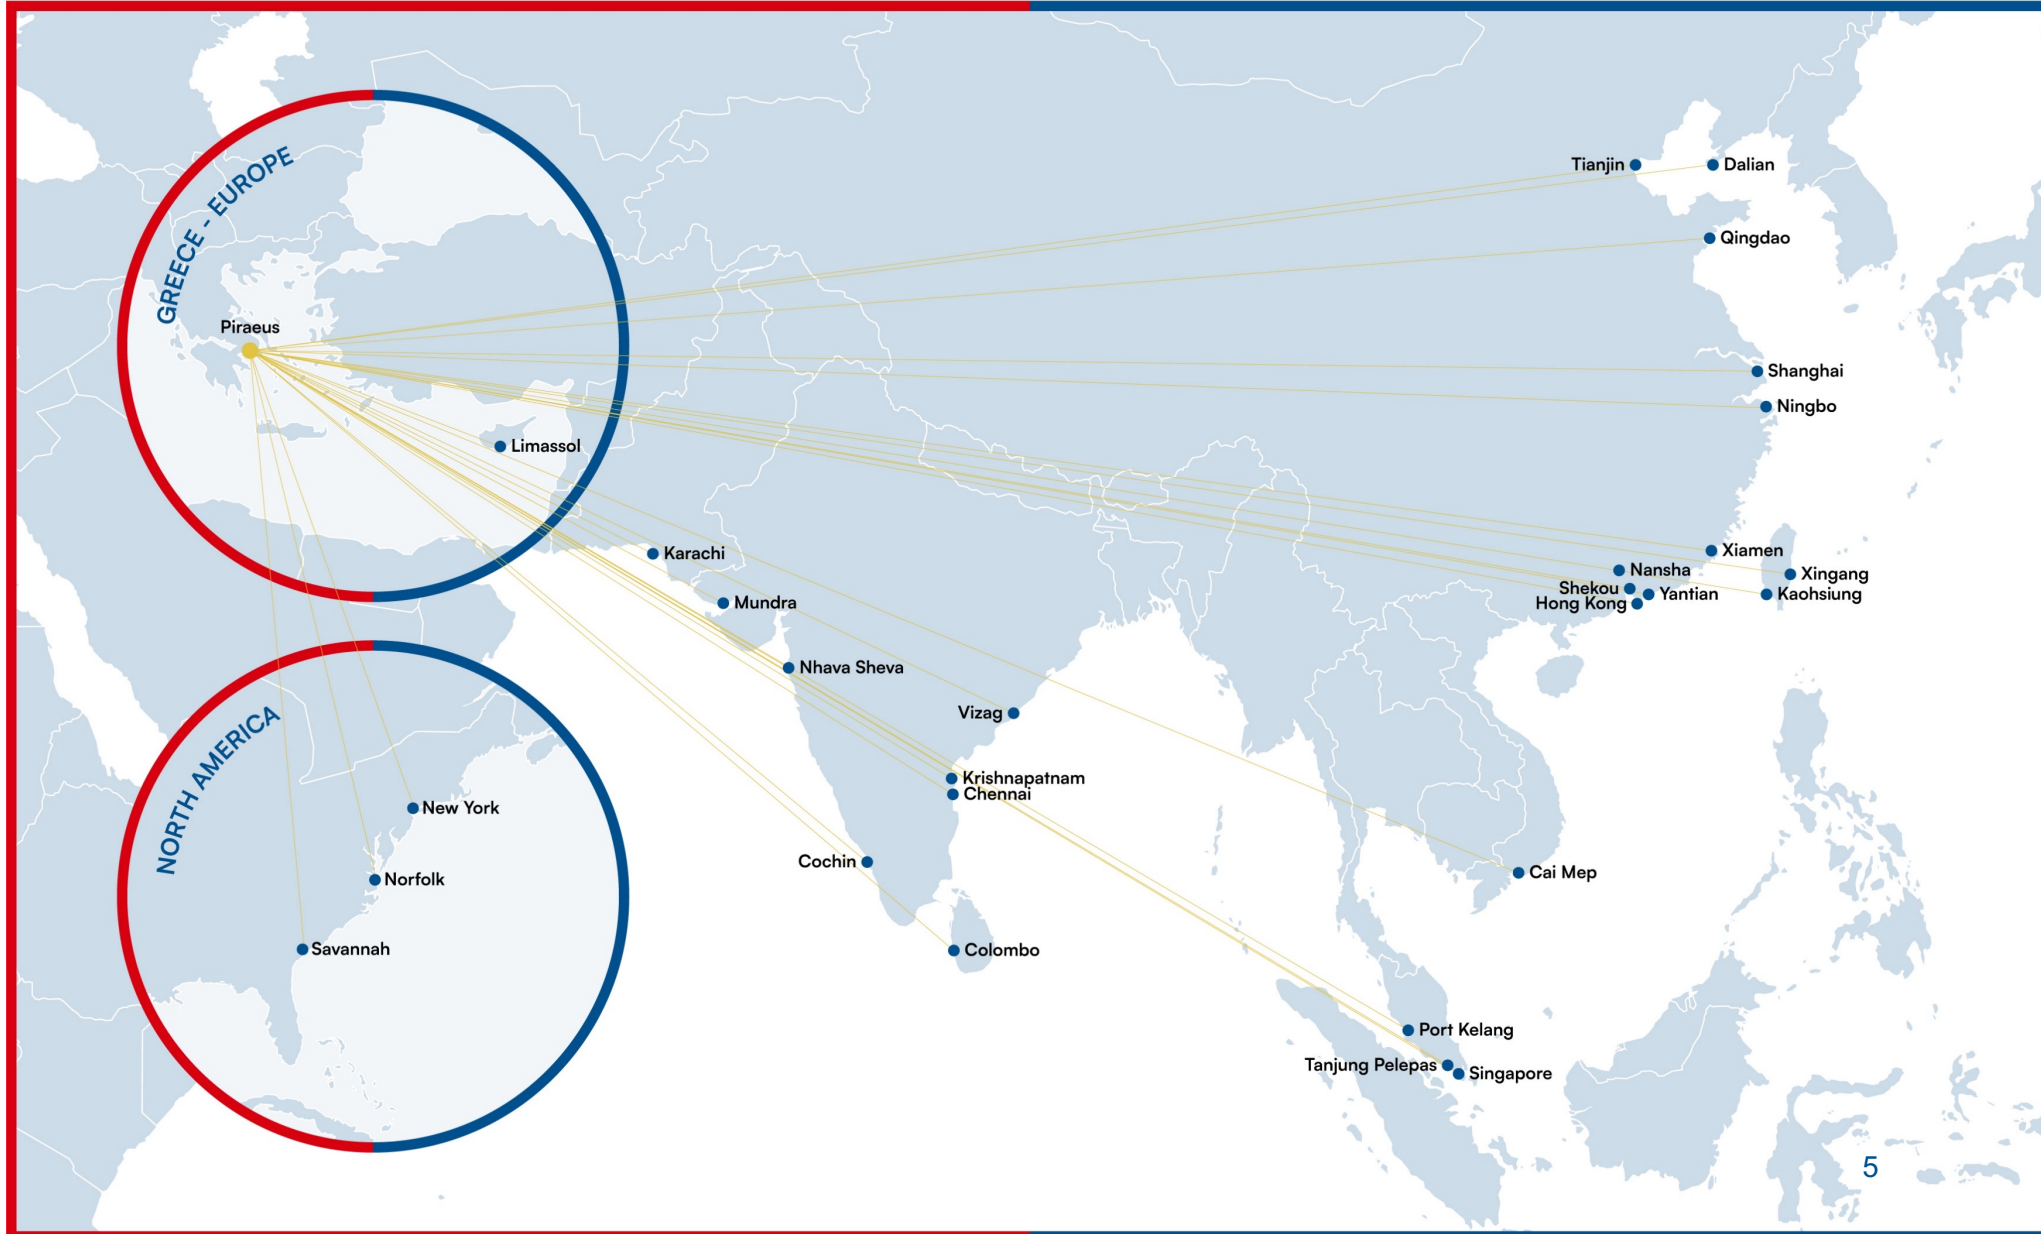 GREECE - EUROPE
Piraeus
Limassol
Tianjin
Dalian
Qingdao
Shanghai
Ningbo
Karachi
Mundra
Nhava Sheva
Vizag
Krishnapatnam
Chennai
Cochin
Colombo
Xiamen
Nansha
Xingang
Shekou
Yantian
Kaohsiung
Hong Kong
Cai Mep
Port Kelang
Tanjung Pelepas
Singapore
NORTH AMERICA
New York
Norfolk
Savannah
5